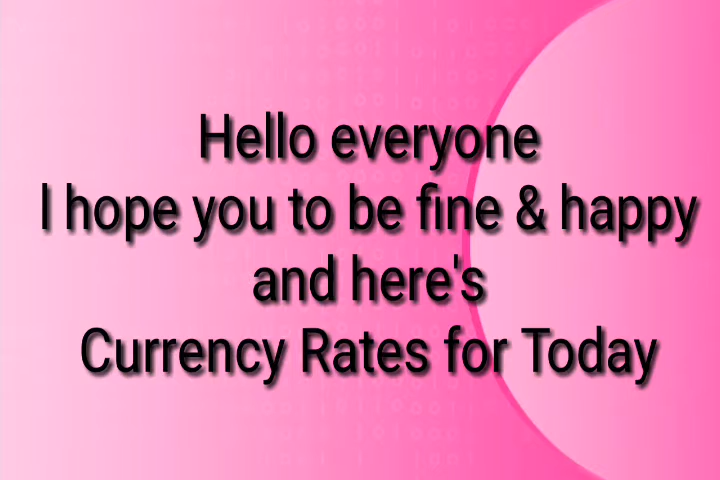 Hello everyone
I hope you to be fine & happy
and here's
Currency Rates for Today